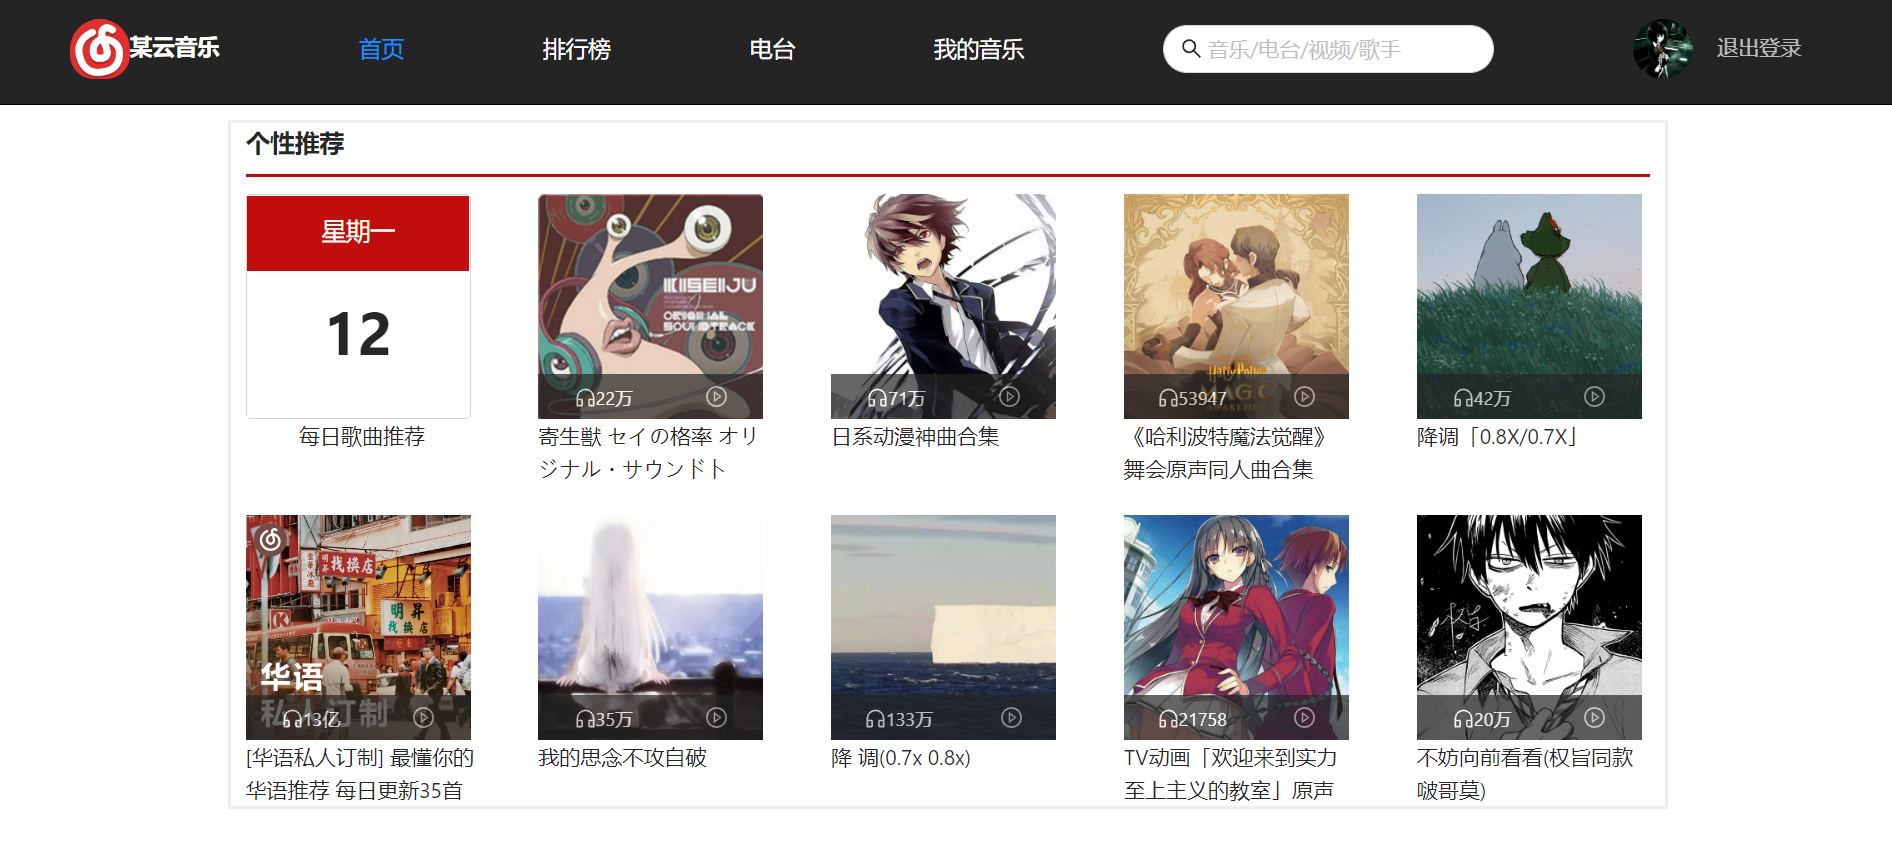 某云音乐
首页
排行榜
电台
我的音乐
音乐/电台/视频/歌手
退出登录
个性推荐
星期一
12
每日歌曲推荐
KISEIJU
ORIGINAL
SOUNDTRACK
22万
寄生獣 セイの格率 オリ
ジナル・サウンドト
71万
日系动漫神曲合集
Harry Potter
MAGIC
AWAKENED
53947
《哈利波特魔法觉醒》
舞会原声同人曲合集
42万
降调「0.8X/0.7X」
找换店
明昇
找换店
华语
私人订制
13亿
[华语私人订制] 最懂你的
华语推荐 每日更新35首
35万
我的思念不攻自破
133万
降 调(0.7x 0.8x)
21758
TV动画「欢迎来到实力
至上主义的教室」原声
20万
不妨向前看看(权旨同款
啵哥莫)